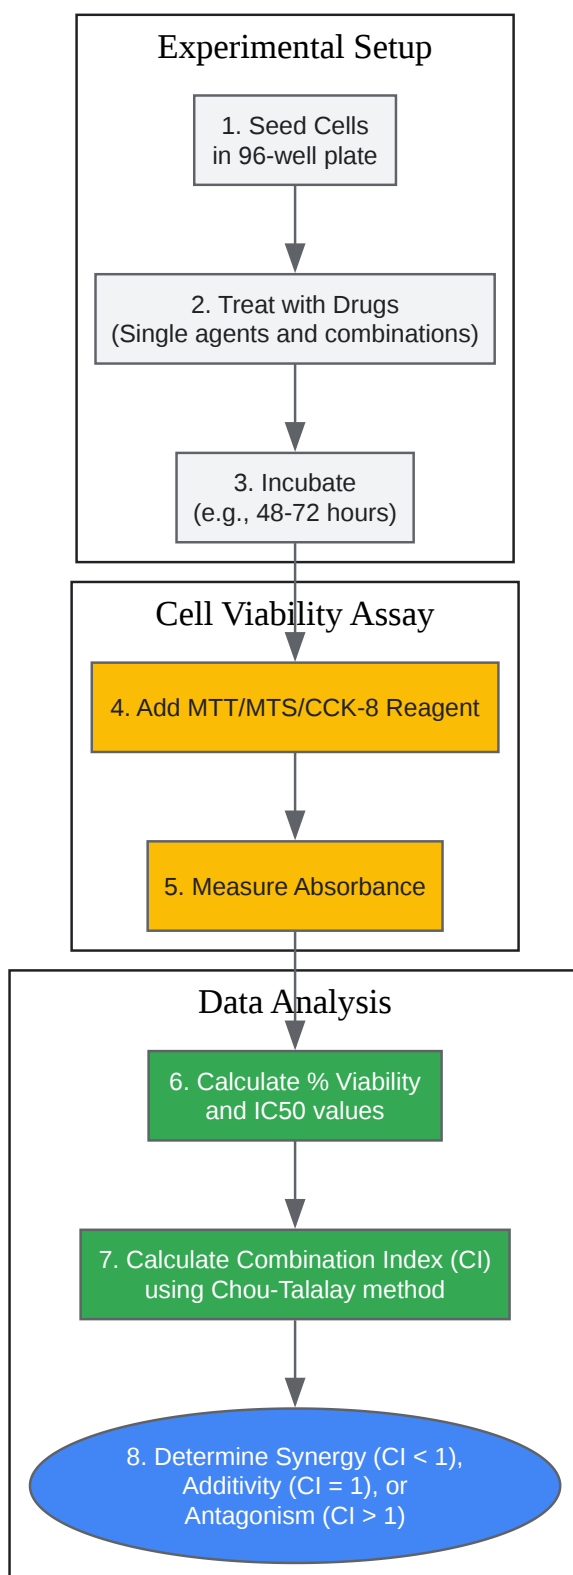 Experimental Setup
1. Seed Cells
in 96-well plate
2. Treat with Drugs
(Single agents and combinations)
3. Incubate
(e.g., 48-72 hours)
Cell Viability Assay
4. Add MTT/MTS/CCK-8 Reagent
5. Measure Absorbance
Data Analysis
6. Calculate % Viability
and IC50 values
7. Calculate Combination Index (CI)
using Chou-Talalay method
8. Determine Synergy (CI < 1),
Additivity (CI = 1), or
Antagonism (CI > 1)